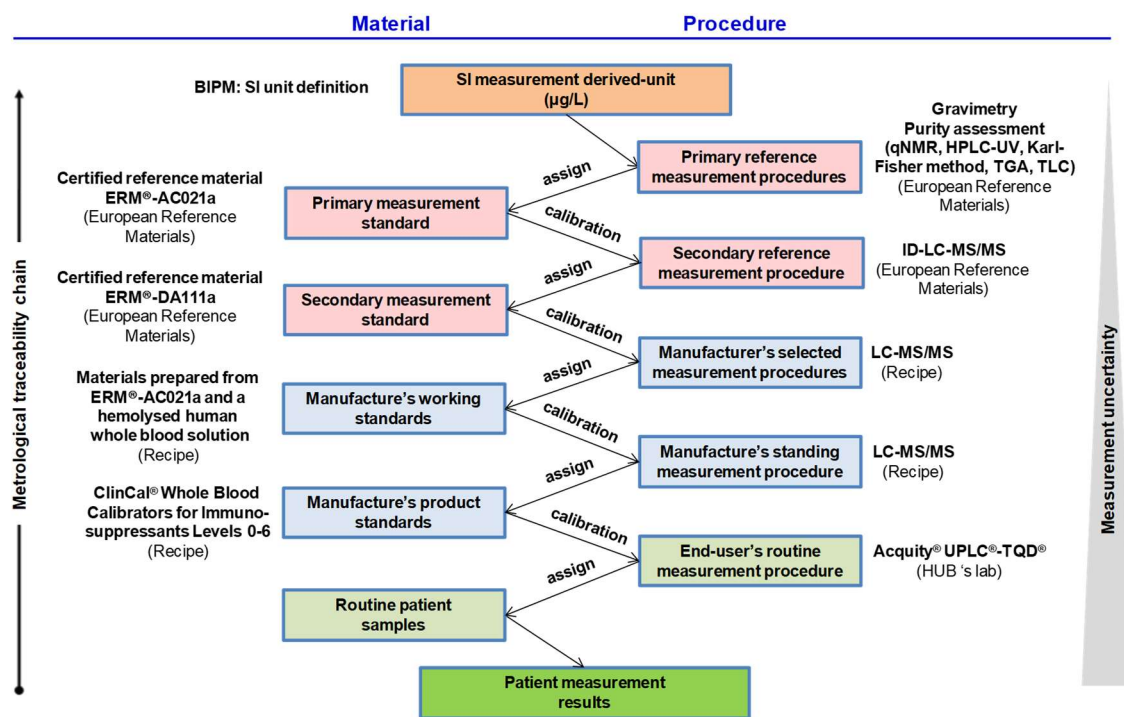 Material
Procedure
BIPM: SI unit definition
SI measurement derived-unit
(µg/L)
Gravimetry
Purity assessment
(qNMR, HPLC-UV, Karl-
Fisher method, TGA, TLC)
(European Reference
Materials)
Primary reference
measurement procedures
assign
Certified reference material
ERM®-AC021a
(European Reference
Materials)
Primary measurement
standard
calibration
Secondary reference
measurement procedure
ID-LC-MS/MS
(European Reference
Materials)
assign
Certified reference material
ERM®-DA111a
(European Reference
Materials)
Secondary measurement
standard
calibration
Manufacturer's selected
measurement procedures
LC-MS/MS
(Recipe)
assign
Materials prepared from
ERM®-AC021a and a
hemolysed human
whole blood solution
(Recipe)
Manufacture's working
standards
calibration
Manufacture's standing
measurement procedure
LC-MS/MS
(Recipe)
assign
ClinCal® Whole Blood
Calibrators for Immuno-
suppressants Levels 0-6
(Recipe)
Manufacture's product
standards
calibration
End-user's routine
measurement procedure
Acquity® UPLC®-TQD®
(HUB 's lab)
assign
Routine patient
samples
Patient measurement
results
Metrological traceability chain
Measurement uncertainty